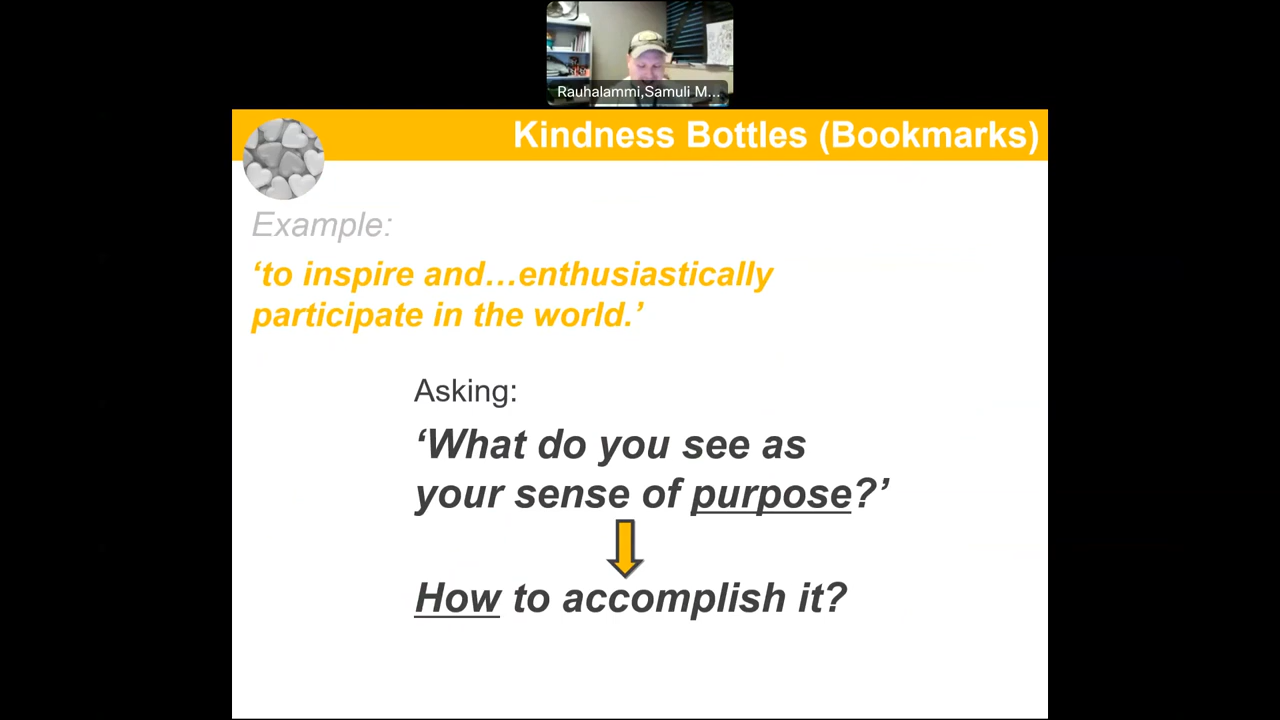 Rauhalammi,Samuli M...
Kindness Bottles (Bookmarks)
Example:
‘to inspire and…enthusiastically
participate in the world.’
Asking:
‘What do you see as
your sense of purpose?’
How to accomplish it?